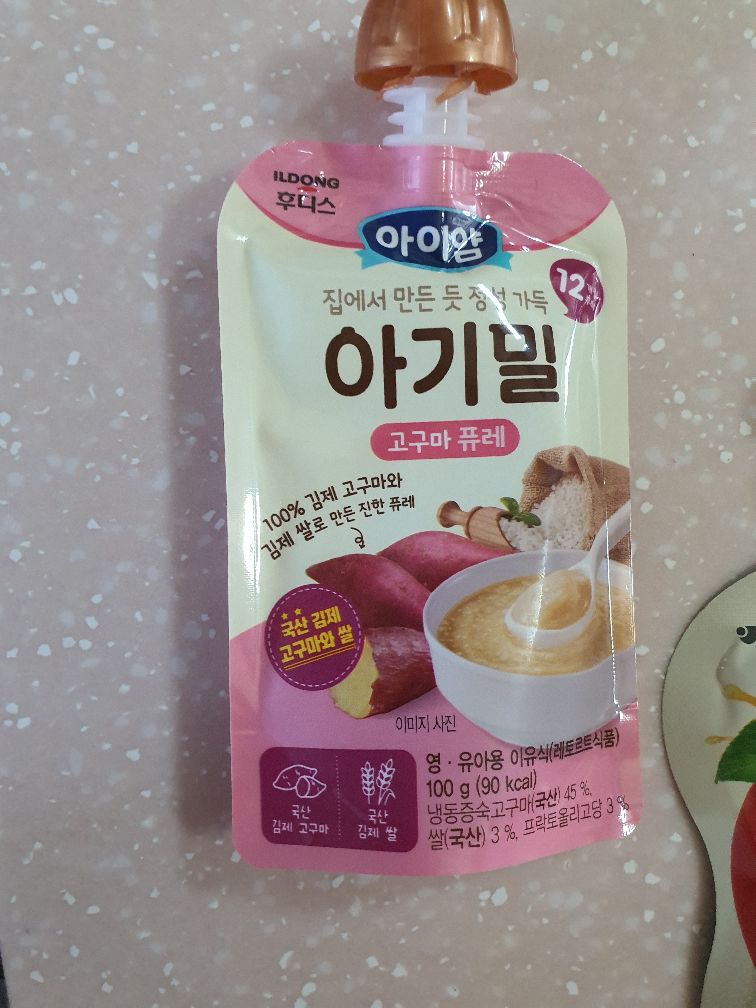 ILDONG
후디스
아이얌
12
집에서 만든 듯 정성 가득
아기밀
고구마 퓨레
100% 김제 고구마와
김제 쌀로 만든 진한 퓨레
국산 김제
고구마와 쌀
이미지 사진
영·유아용 이유식(레토르트식품)
100 g (90 kcal)
냉동증숙고구마(국산) 45 %,
쌀(국산) 3 %, 프락토올리고당 3 %
국산
김제 고구마
국산
김제 쌀